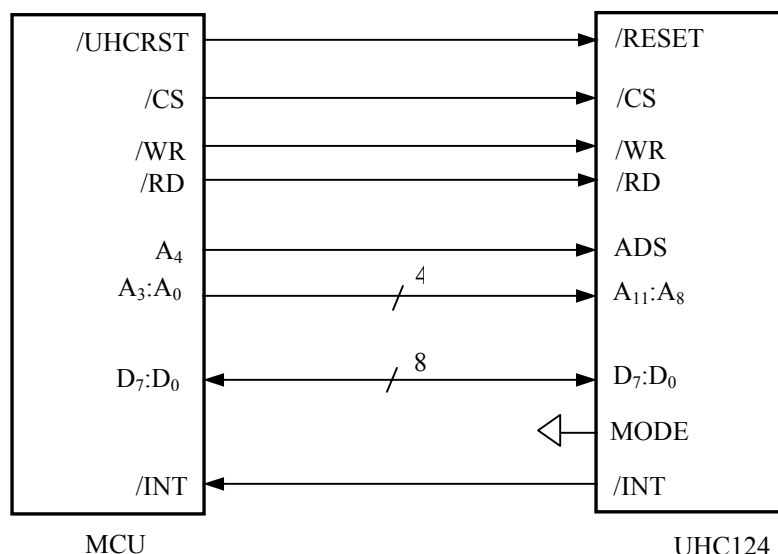 /UHCRST /RESET
/CS /CS
/WR /WR
/RD /RD
A₄ ADS
A₃:A₀ 4 A₁₁:A₈
D₇:D₀ 8 D₇:D₀
MODE
/INT /INT
MCU UHC124